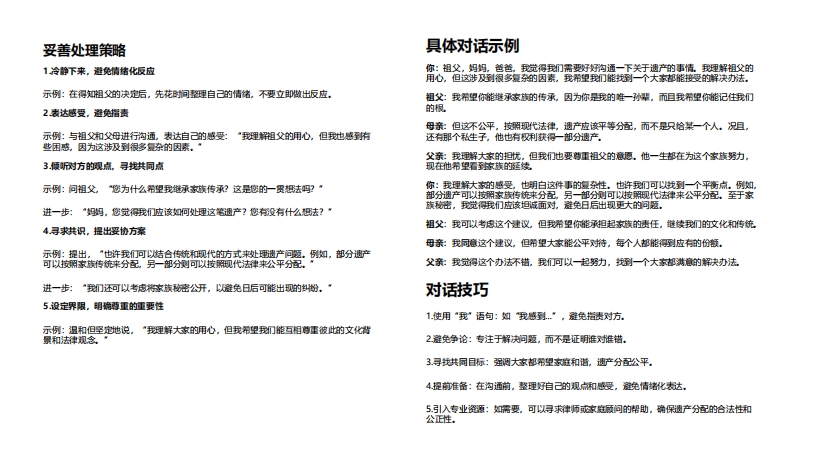 妥善处理策略
1.冷静下来，避免情绪化反应
示例：在得知祖父的决定后，先花时间整理自己的情绪，不要立即做出反应。
2.表达感受，避免指责
示例：与祖父和父母进行沟通，表达自己的感受：“我理解祖父的用心，但我也感到有
些困惑，因为这涉及到很多复杂的因素。”
3.倾听对方的观点，寻找共同点
示例：问祖父，“您为什么希望我继承家族传承？这是您的一贯想法吗？”
进一步：“妈妈，您觉得我们应该如何处理这笔遗产？您有没有什么想法？”
4.寻求共识，提出妥协方案
示例：提出，“也许我们可以结合传统和现代的方式来处理遗产问题。例如，部分遗产
可以按照家族传统来分配，另一部分则可以按照现代法律来公平分配。”
进一步：“我们还可以考虑将家族秘密公开，以避免日后可能出现的纠纷。”
5.设定界限，明确尊重的重要性
示例：温和但坚定地说，“我理解大家的用心，但我希望我们能互相尊重彼此的文化背
景和法律观念。”
具体对话示例
你：祖父，妈妈，爸爸，我觉得我们需要好好沟通一下关于遗产的事情。我理解祖父的
用心，但这涉及到很多复杂的因素，我希望我们能找到一个大家都能接受的解决办法。
祖父：我希望你能继承家族的传承，因为你是我的唯一孙辈，而且我希望你能记住我们
的根。
母亲：但这不公平，按照现代法律，遗产应该平等分配，而不是只给某一个人。况且，
还有那个私生子，他也有权利获得一部分遗产。
父亲：我理解大家的担忧，但我们也要尊重祖父的意愿。他一生都在为这个家族努力，
现在他希望看到家族的延续。
你：我理解大家的感受，也明白这件事的复杂性。也许我们可以找到一个平衡点。例如，
部分遗产可以按照家族传统来分配，另一部分则可以按照现代法律来公平分配。至于家
族秘密，我觉得我们应该坦诚面对，避免日后出现更大的问题。
祖父：我可以考虑这个建议，但我希望你能承担起家族的责任，继续我们的文化和传统。
母亲：我同意这个建议，但希望大家能公平对待，每个人都能得到应有的份额。
父亲：我觉得这个办法不错，我们可以一起努力，找到一个大家都满意的解决办法。
对话技巧
1.使用“我”语句：如“我感到...”，避免指责对方。
2.避免争论：专注于解决问题，而不是证明谁对谁错。
3.寻找共同目标：强调大家都希望家庭和谐，遗产分配公平。
4.提前准备：在沟通前，整理好自己的观点和感受，避免情绪化表达。
5.引入专业资源：如需要，可以寻求律师或家庭顾问的帮助，确保遗产分配的合法性和
公正性。